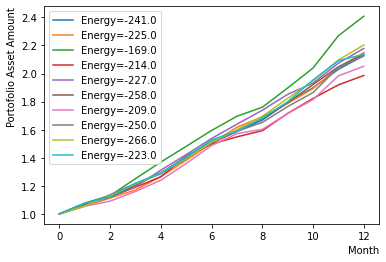 Portofolio Asset Amount
2.4
2.2
2.0
1.8
1.6
1.4
1.2
1.0
Energy=-241.0
Energy=-225.0
Energy=-169.0
Energy=-214.0
Energy=-227.0
Energy=-258.0
Energy=-209.0
Energy=-250.0
Energy=-266.0
Energy=-223.0
0 2 4 6 8 10 12
Month